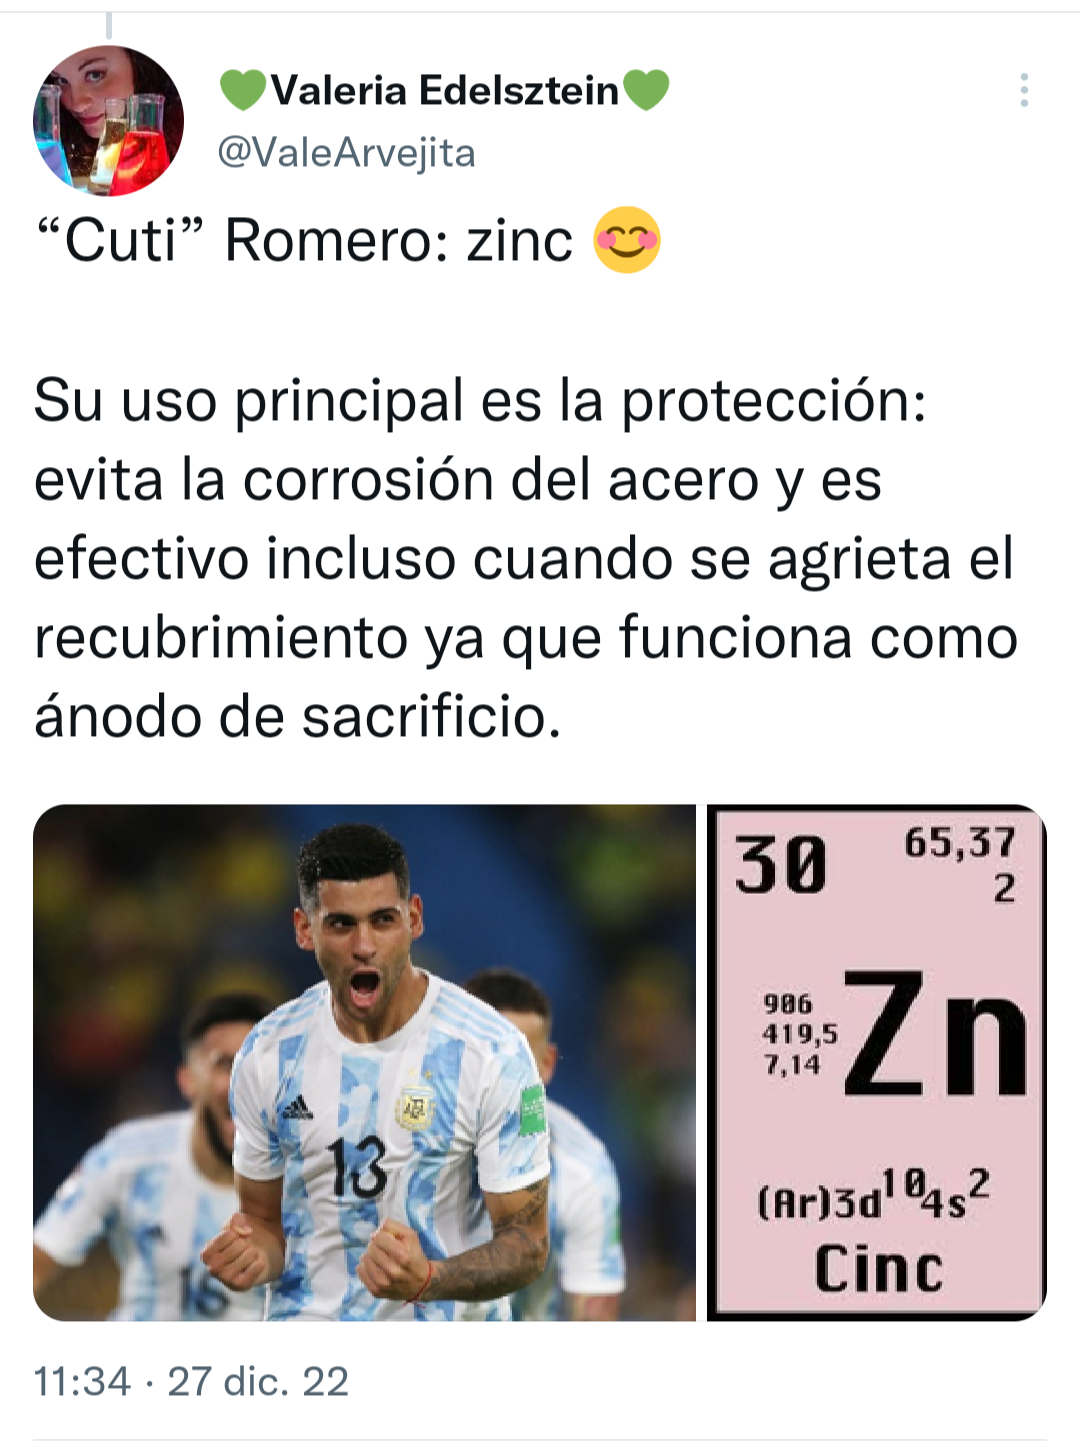 💚Valeria Edelsztein💚
@ValeArvejita
“Cuti” Romero: zinc 😊
Su uso principal es la protección:
evita la corrosión del acero y es
efectivo incluso cuando se agrieta el
recubrimiento ya que funciona como
ánodo de sacrificio.
13
30
65,37
2
906
419,5
7,14
Zn
(Ar)3d¹⁰4s²
Cinc
11:34 · 27 dic. 22